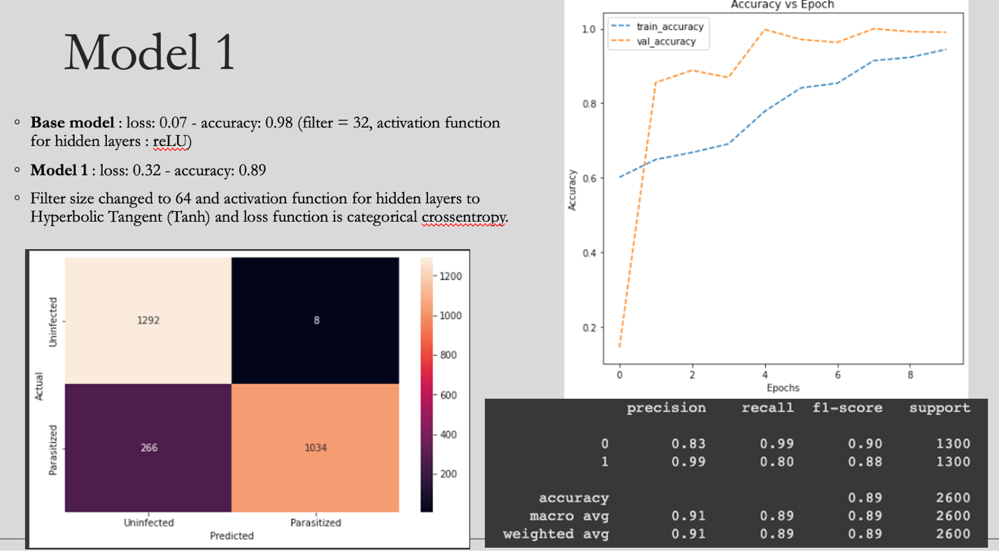 Model 1
◦ Base model : loss: 0.07 - accuracy: 0.98 (filter = 32, activation function
for hidden layers : reLU)
◦ Model 1 : loss: 0.32 - accuracy: 0.89
◦ Filter size changed to 64 and activation function for hidden layers to
Hyperbolic Tangent (Tanh) and loss function is categorical crossentropy.
Actual
Uninfected
Parasitized
1292 8
266 1034
Uninfected Parasitized
Predicted
1200
1000
800
600
400
200
Accuracy vs Epoch
train_accuracy
val_accuracy
Accuracy
1.0
0.8
0.6
0.4
0.2
0 2 4 6 8
Epochs
precision recall f1-score support
0 0.83 0.99 0.90 1300
1 0.99 0.80 0.88 1300
accuracy 0.89 2600
macro avg 0.91 0.89 0.89 2600
weighted avg 0.91 0.89 0.89 2600